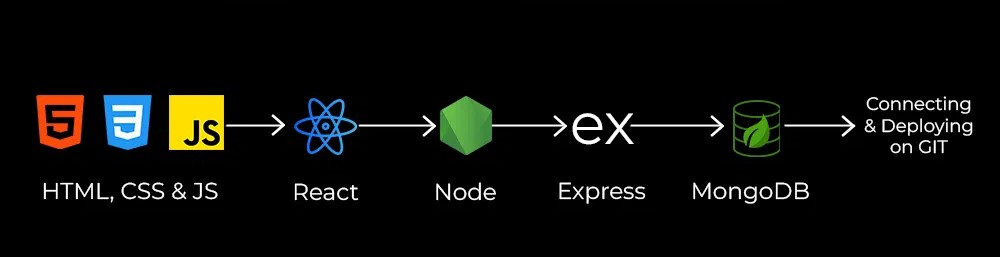 5
3
JS
ex
Connecting
& Deploying
on GIT
HTML, CSS & JS
React
Node
Express
MongoDB